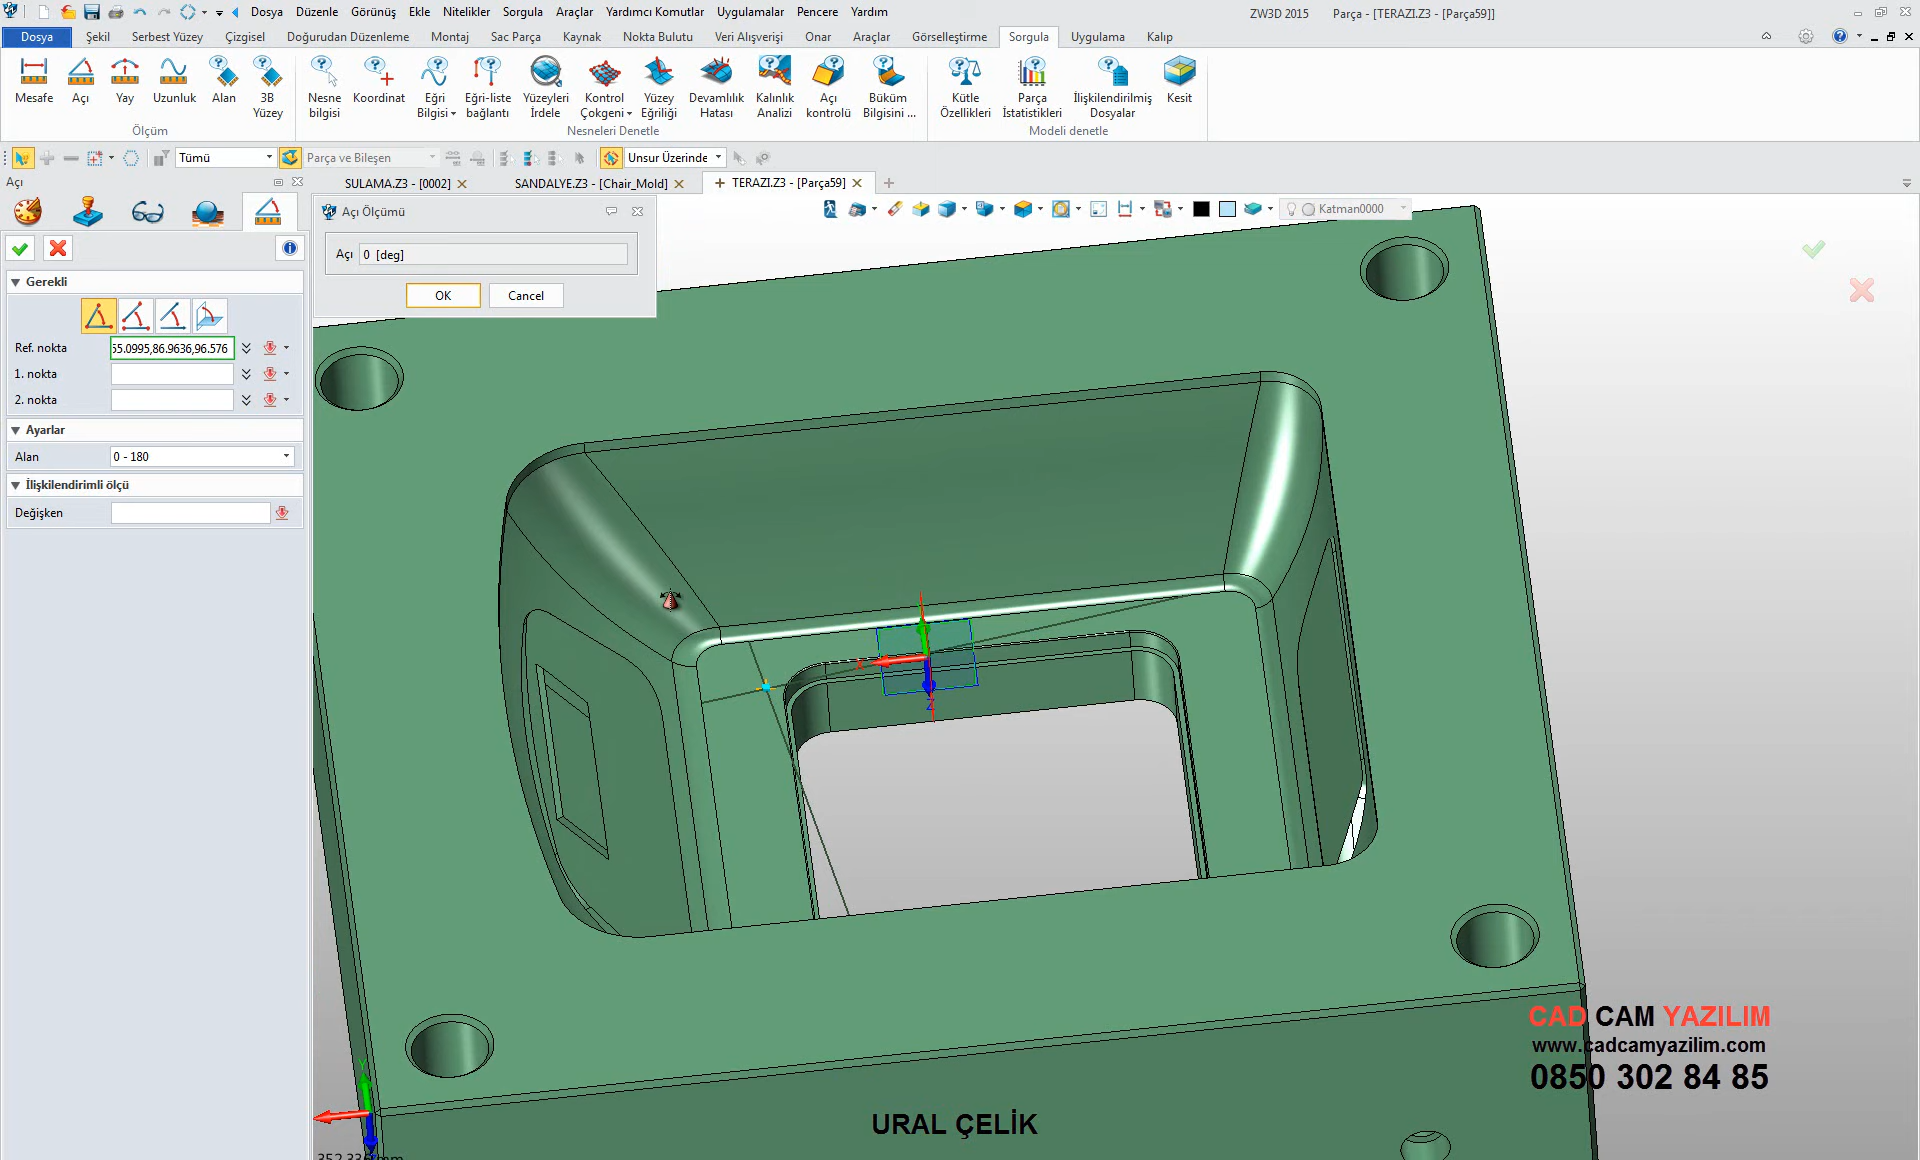 Dosya Düzenle Görünüş Ekle Nitelikler Sorgula Araçlar Yardımcı Komutlar Uygulamalar Pencere Yardım
ZW3D 2015 Parça - [TERAZI.Z3 - [Parça59]]
Dosya Şekil Serbest Yüzey Çizgisel Doğurudan Düzenleme Montaj Sac Parça Kaynak Nokta Bulutu Veri Alışverişi Onar Araçlar Görselleştirme Sorgula Uygulama Kalıp
Mesafe Açı Yay Uzunluk Alan 3B Yüzey
Nesne bilgisi Koordinat Eğri Bilgisi Eğri-liste bağlantı Yüzeyleri İrdele Kontrol Çokgeni Yüzey Eğriliği Devamlılık Hatası Kalınlık Analizi Açı kontrolü Büküm Bilgisini ...
Kütle Özellikleri Parça İstatistikleri İlişkilendirilmiş Dosyalar Kesit
Ölçüm Nesneleri Denetle Modeli denetle
Tümü Parça ve Bileşen Unsur Üzerinde
Açı
SULAMA.Z3 - [0002] SANDALYE.Z3 - [Chair_Mold] TERAZI.Z3 - [Parça59]
Katman0000
Açı Ölçümü
Açı 0 [deg]
OK Cancel
Gerekli
Ref. nokta 55.0995,86.9636,96.576
1. nokta
2. nokta
Ayarlar
Alan 0 - 180
İlişkilendirimli ölçü
Değişken
X
Z
Y
CAD CAM YAZILIM
www.cadcamyazilim.com
0850 302 84 85
URAL ÇELİK